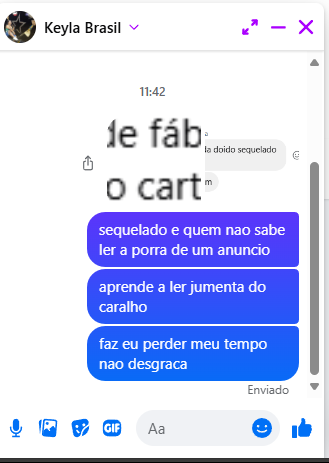 Keyla Brasil
11:42
de fáb
o cart
da doido sequelado
m
sequelado e quem nao sabe
ler a porra de um anuncio
aprende a ler jumenta do
caralho
faz eu perder meu tempo
nao desgraca
Enviado
GIF
Aa